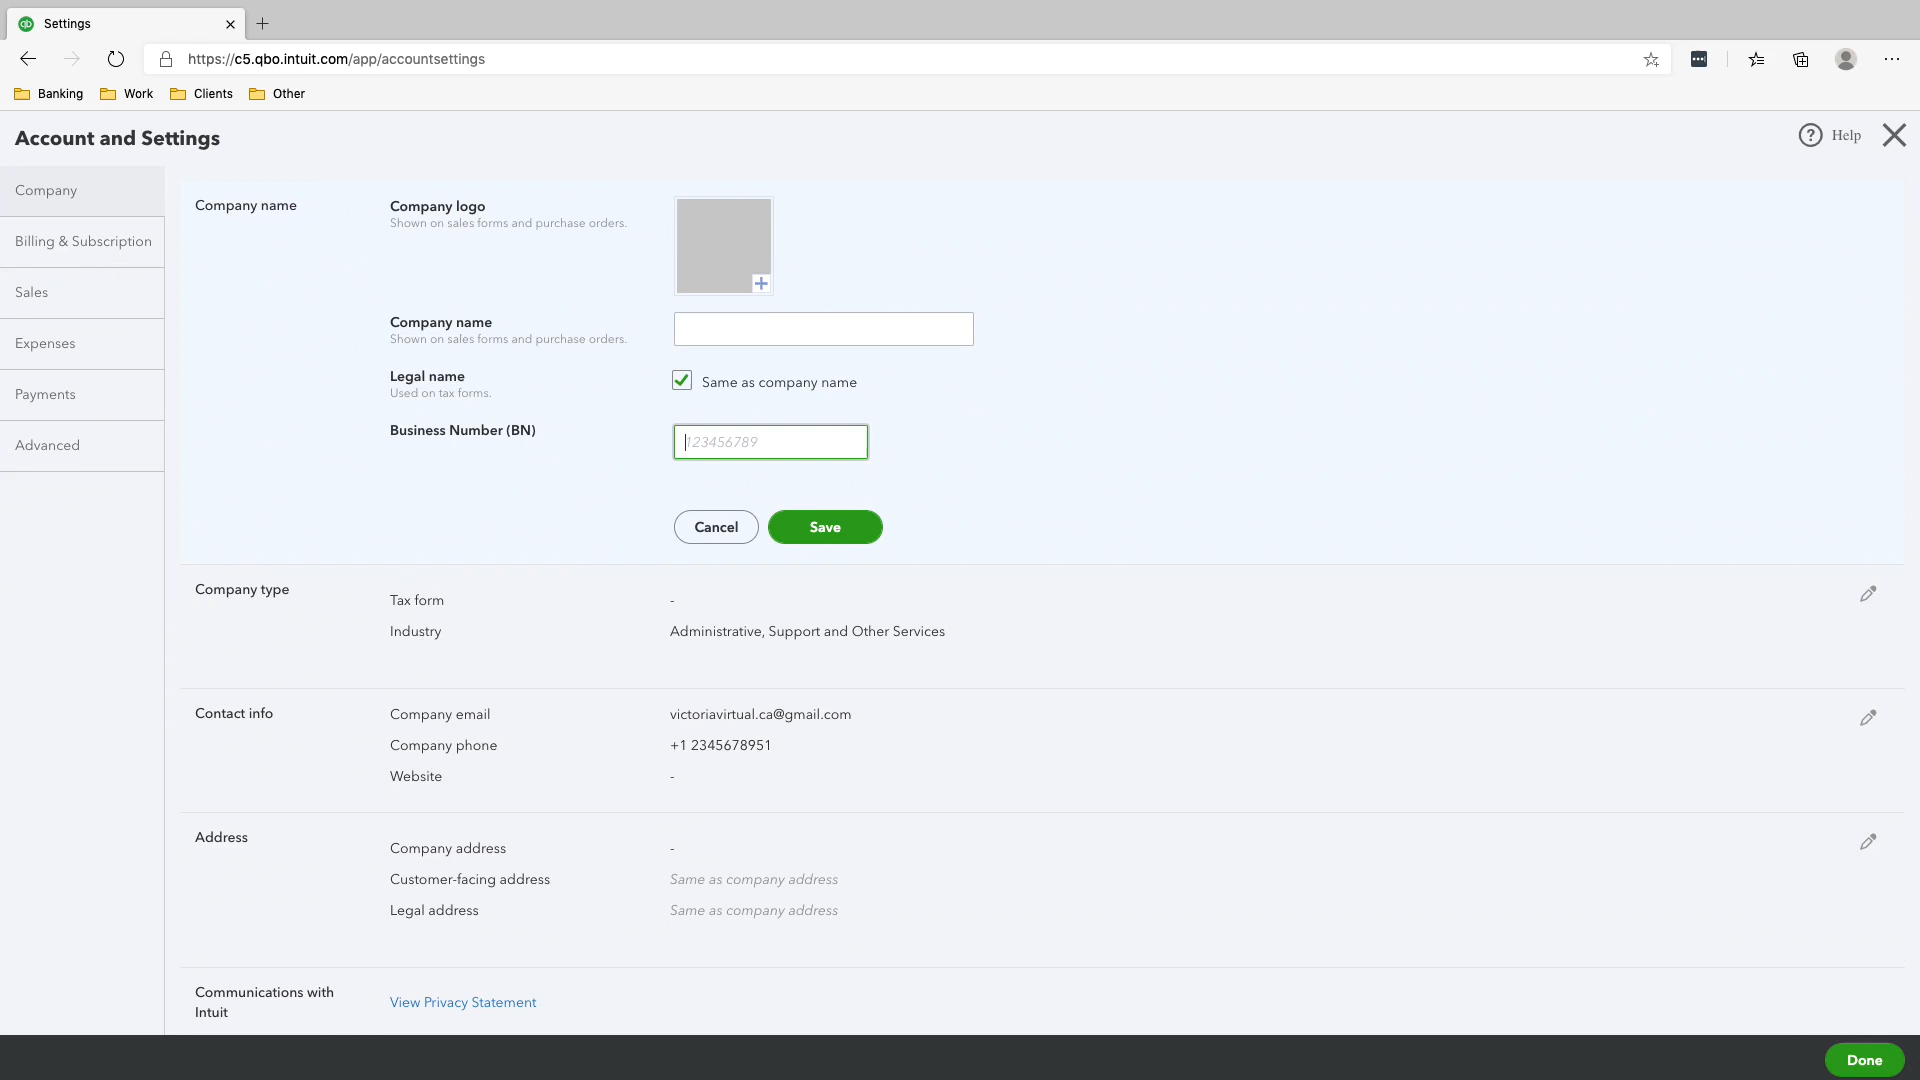 Settings
https://c5.qbo.intuit.com/app/accountsettings
Banking Work Clients Other
Account and Settings
Help
Company
Billing & Subscription
Sales
Expenses
Payments
Advanced
Company name
Company logo
Shown on sales forms and purchase orders.
Company name
Shown on sales forms and purchase orders.
Legal name
Used on tax forms.
Same as company name
Business Number (BN)
123456789
Cancel
Save
Company type
Tax form -
Industry Administrative, Support and Other Services
Contact info
Company email victoriavirtual.ca@gmail.com
Company phone +1 2345678951
Website -
Address
Company address -
Customer-facing address Same as company address
Legal address Same as company address
Communications with
Intuit
View Privacy Statement
Done